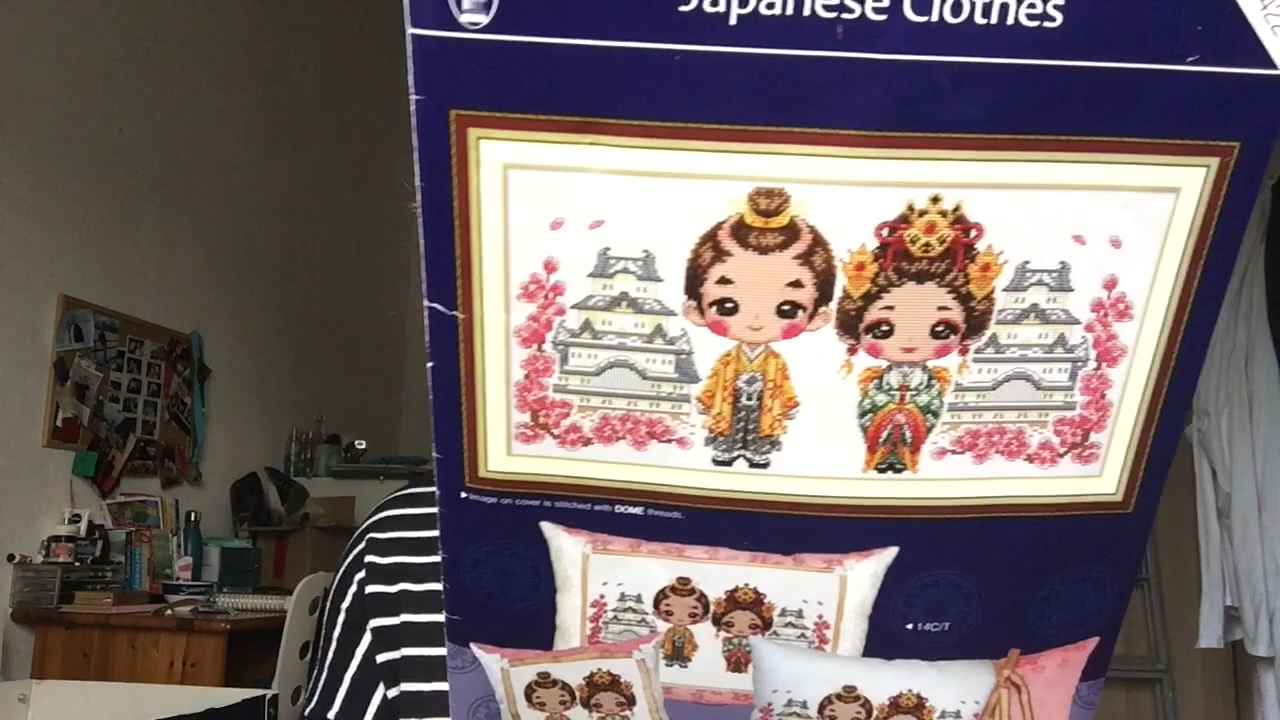 Japanese Clothes
▶Image on cover is stitched with DOME threads.
◀14C/T